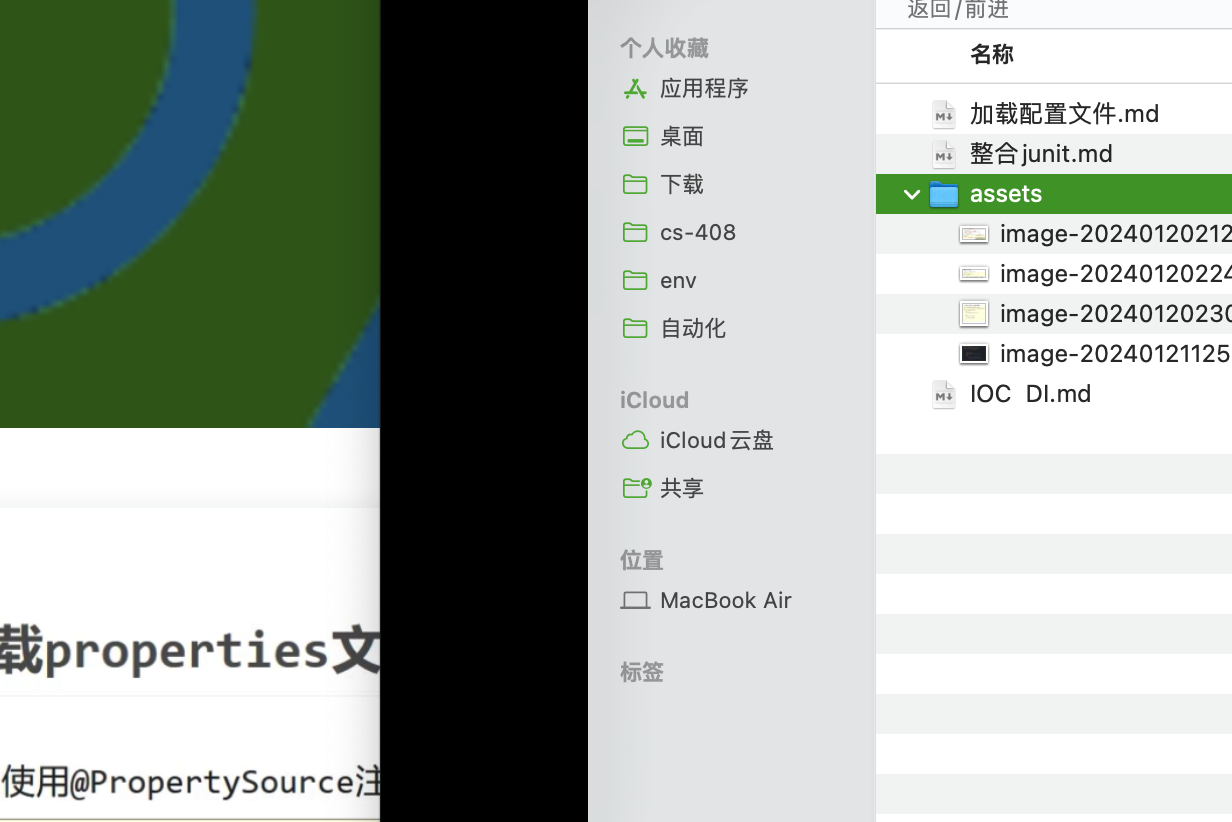 载properties文
使用@PropertySource注
个人收藏
应用程序
桌面
下载
cs-408
env
自动化
iCloud
iCloud云盘
共享
位置
MacBook Air
标签
返回/前进
名称
加载配置文件.md
整合junit.md
assets
image-20240120212
image-20240120224
image-20240120230
image-20240121125
IOC  DI.md